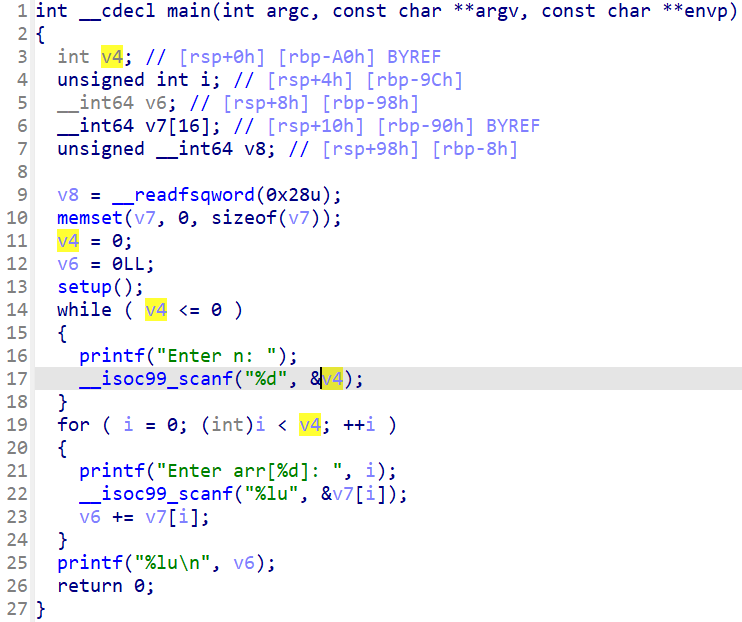 1 int __cdecl main(int argc, const char **argv, const char **envp)
2 {
3   int v4; // [rsp+0h] [rbp-A0h] BYREF
4   unsigned int i; // [rsp+4h] [rbp-9Ch]
5   __int64 v6; // [rsp+8h] [rbp-98h]
6   __int64 v7[16]; // [rsp+10h] [rbp-90h] BYREF
7   unsigned __int64 v8; // [rsp+98h] [rbp-8h]
8
9   v8 = __readfsqword(0x28u);
10   memset(v7, 0, sizeof(v7));
11   v4 = 0;
12   v6 = 0LL;
13   setup();
14   while ( v4 <= 0 )
15   {
16     printf("Enter n: ");
17     __isoc99_scanf("%d", &v4);
18   }
19   for ( i = 0; (int)i < v4; ++i )
20   {
21     printf("Enter arr[%d]: ", i);
22     __isoc99_scanf("%lu", &v7[i]);
23     v6 += v7[i];
24   }
25   printf("%lu\n", v6);
26   return 0;
27 }